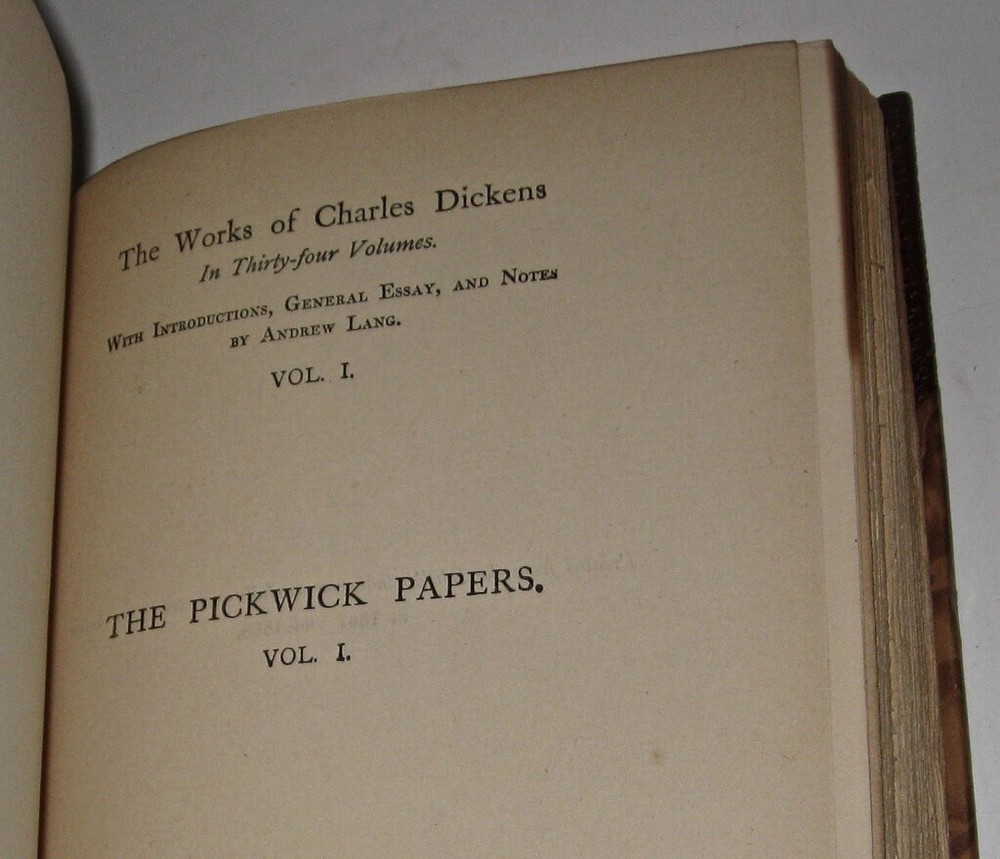 The Works of Charles Dickens
In Thirty-four Volumes.
With Introductions, General Essay, and Notes
by Andrew Lang.
VOL. I.
THE PICKWICK PAPERS.
VOL. I.